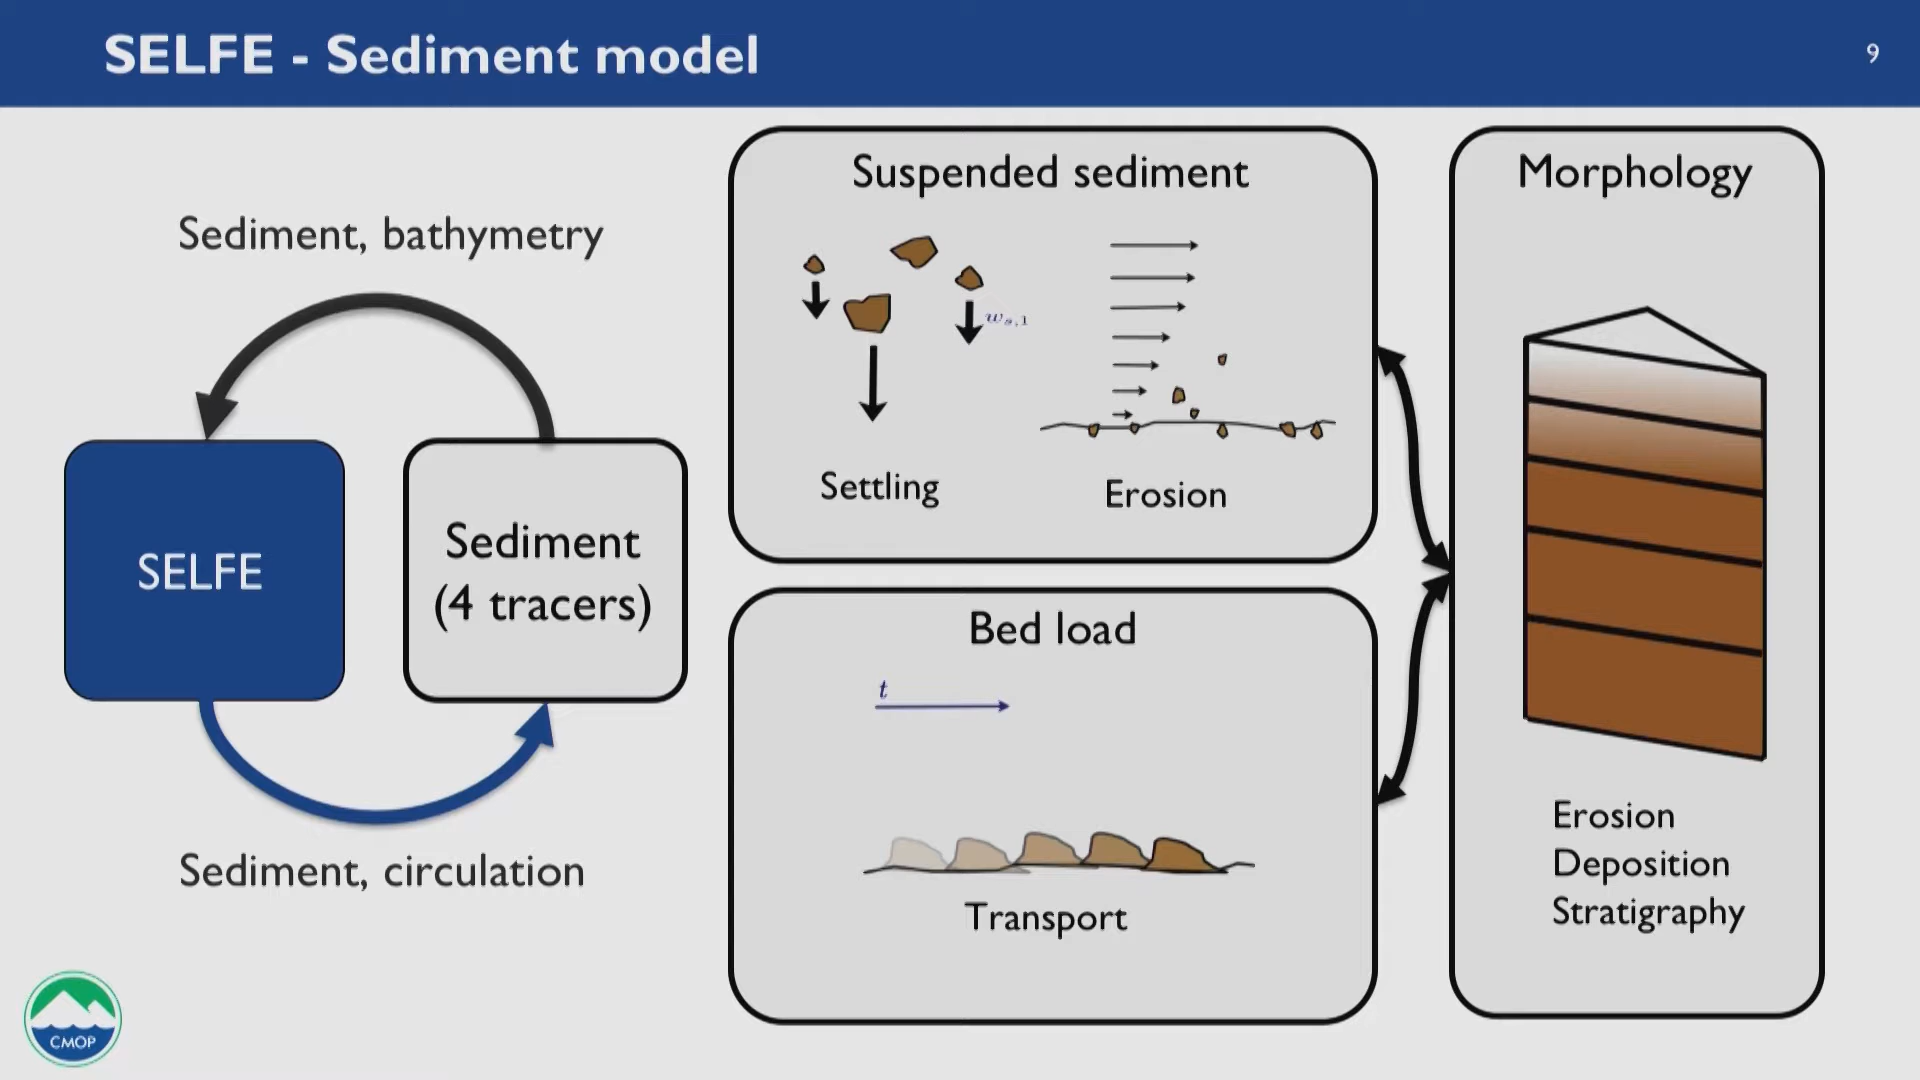 SELFE - Sediment model
9
Sediment, bathymetry
SELFE
Sediment
(4 tracers)
Sediment, circulation
Suspended sediment
w_{s,1}
Settling
Erosion
Bed load
t
Transport
Morphology
Erosion
Deposition
Stratigraphy
CMOP